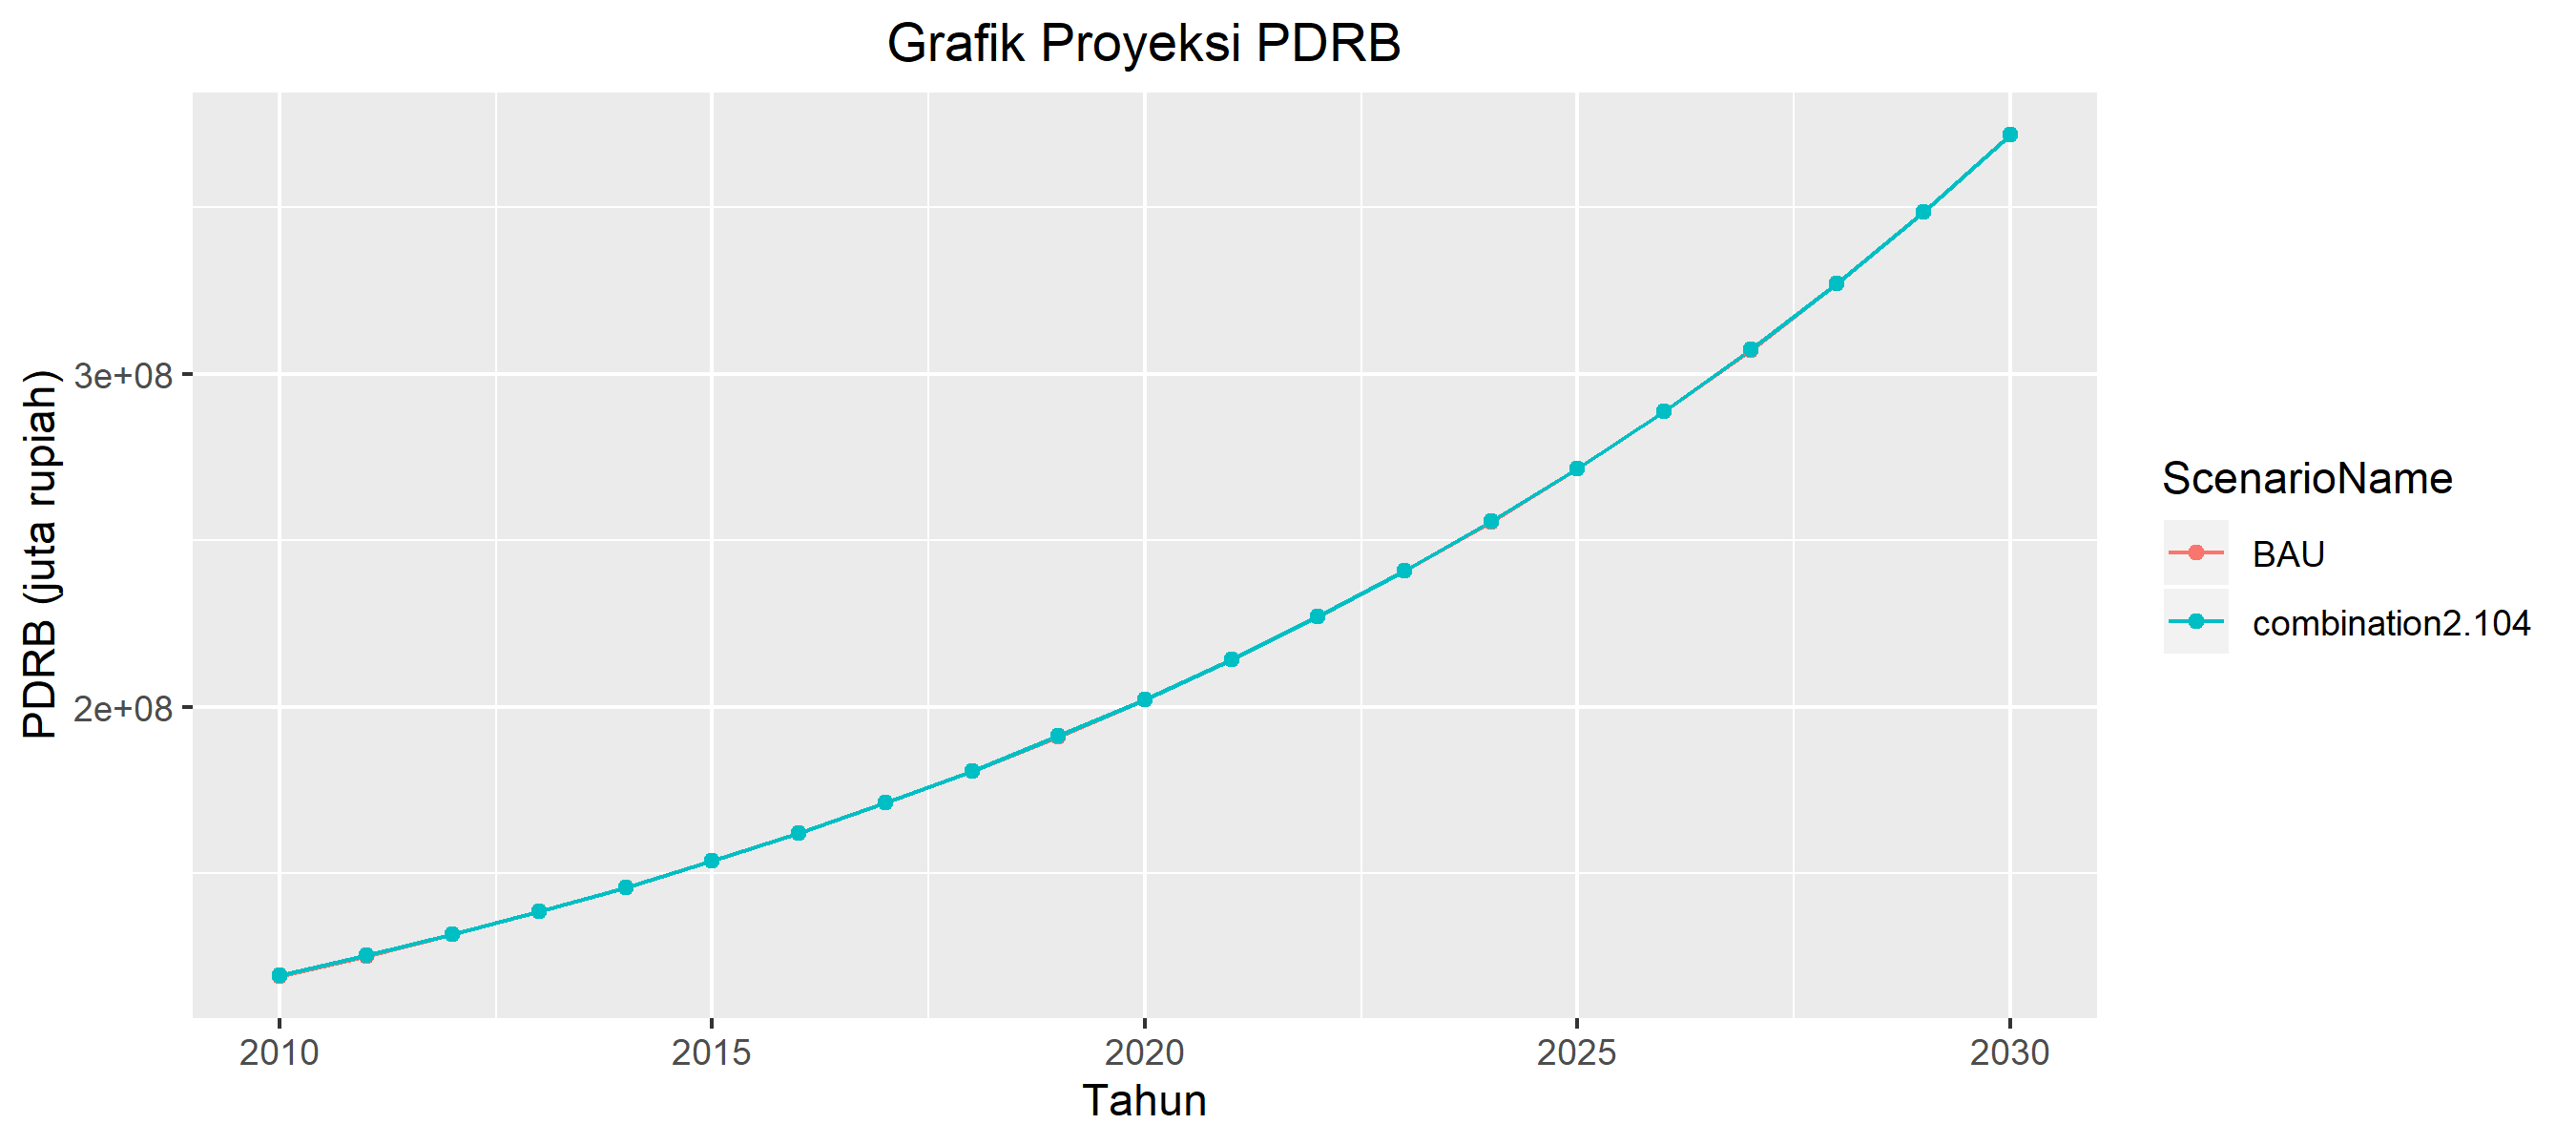 Grafik Proyeksi PDRB
PDRB (juta rupiah)
3e+08
2e+08
2010
2015
2020
2025
2030
Tahun
ScenarioName
BAU
combination2.104